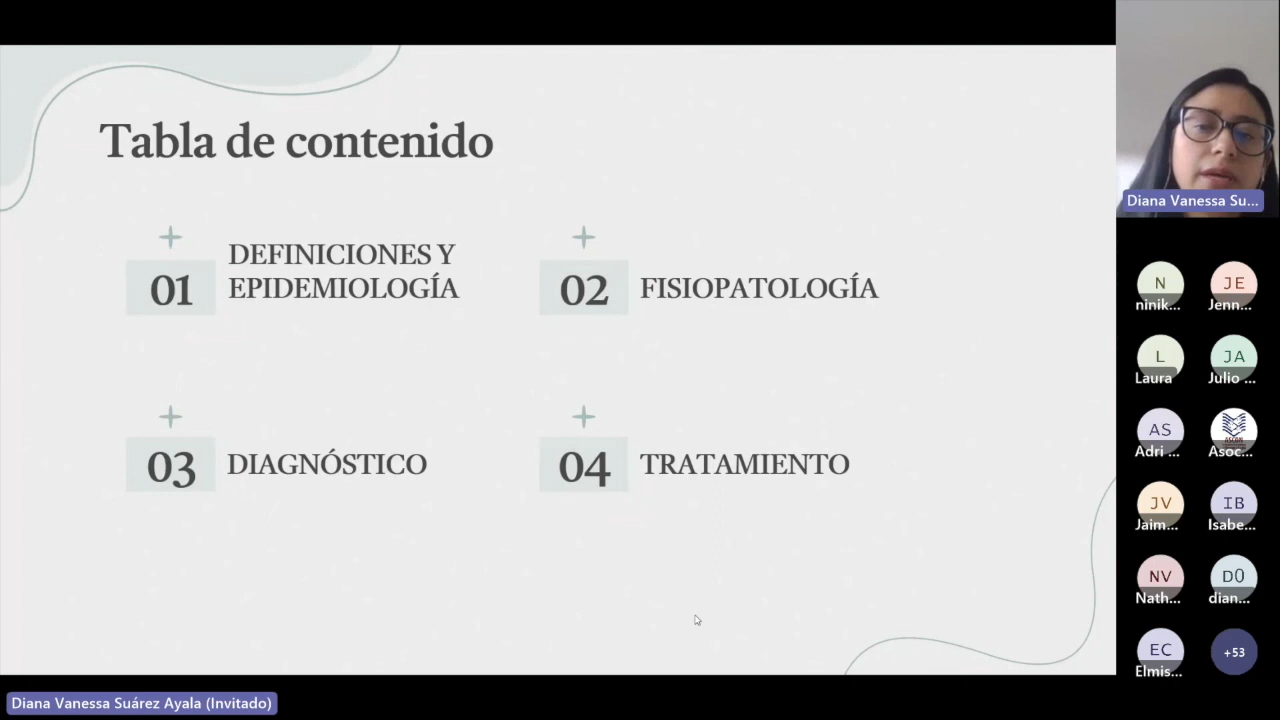 Tabla de contenido
01
DEFINICIONES Y
EPIDEMIOLOGÍA
02
FISIOPATOLOGÍA
03
DIAGNÓSTICO
04
TRATAMIENTO
Diana Vanessa Su...
N
ninik...
JE
Jenn...
L
Laura
JA
Julio ...
AS
Adri ...
ASCON
Asoc...
JV
Jaim...
IB
Isabe...
NV
Nath...
D0
dian...
EC
Elmis...
+53
Diana Vanessa Suárez Ayala (Invitado)